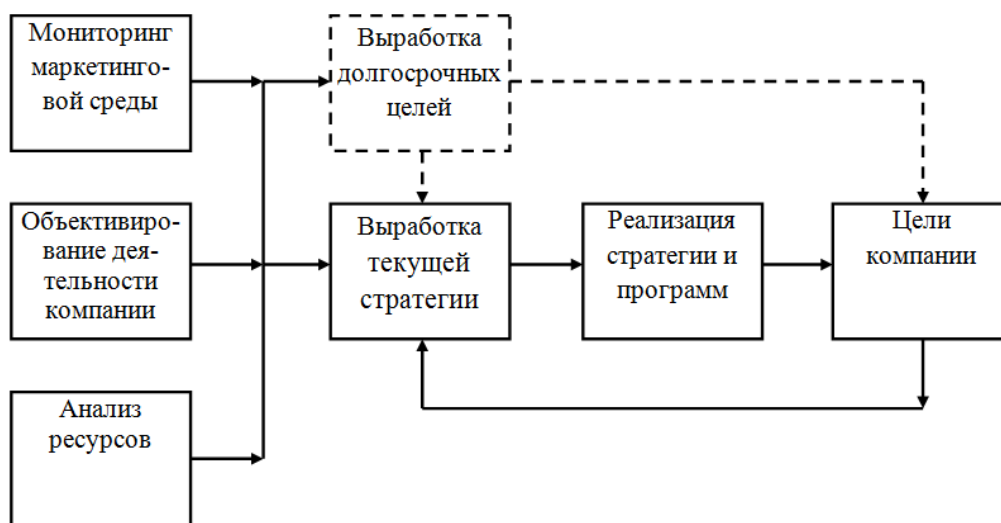 Мониторинг
маркетинго-
вой среды
Выработка
долгосрочных
целей
Объективиро-
вание дея-
тельности
компании
Выработка
текущей
стратегии
Реализация
стратегии и
программ
Цели
компании
Анализ
ресурсов